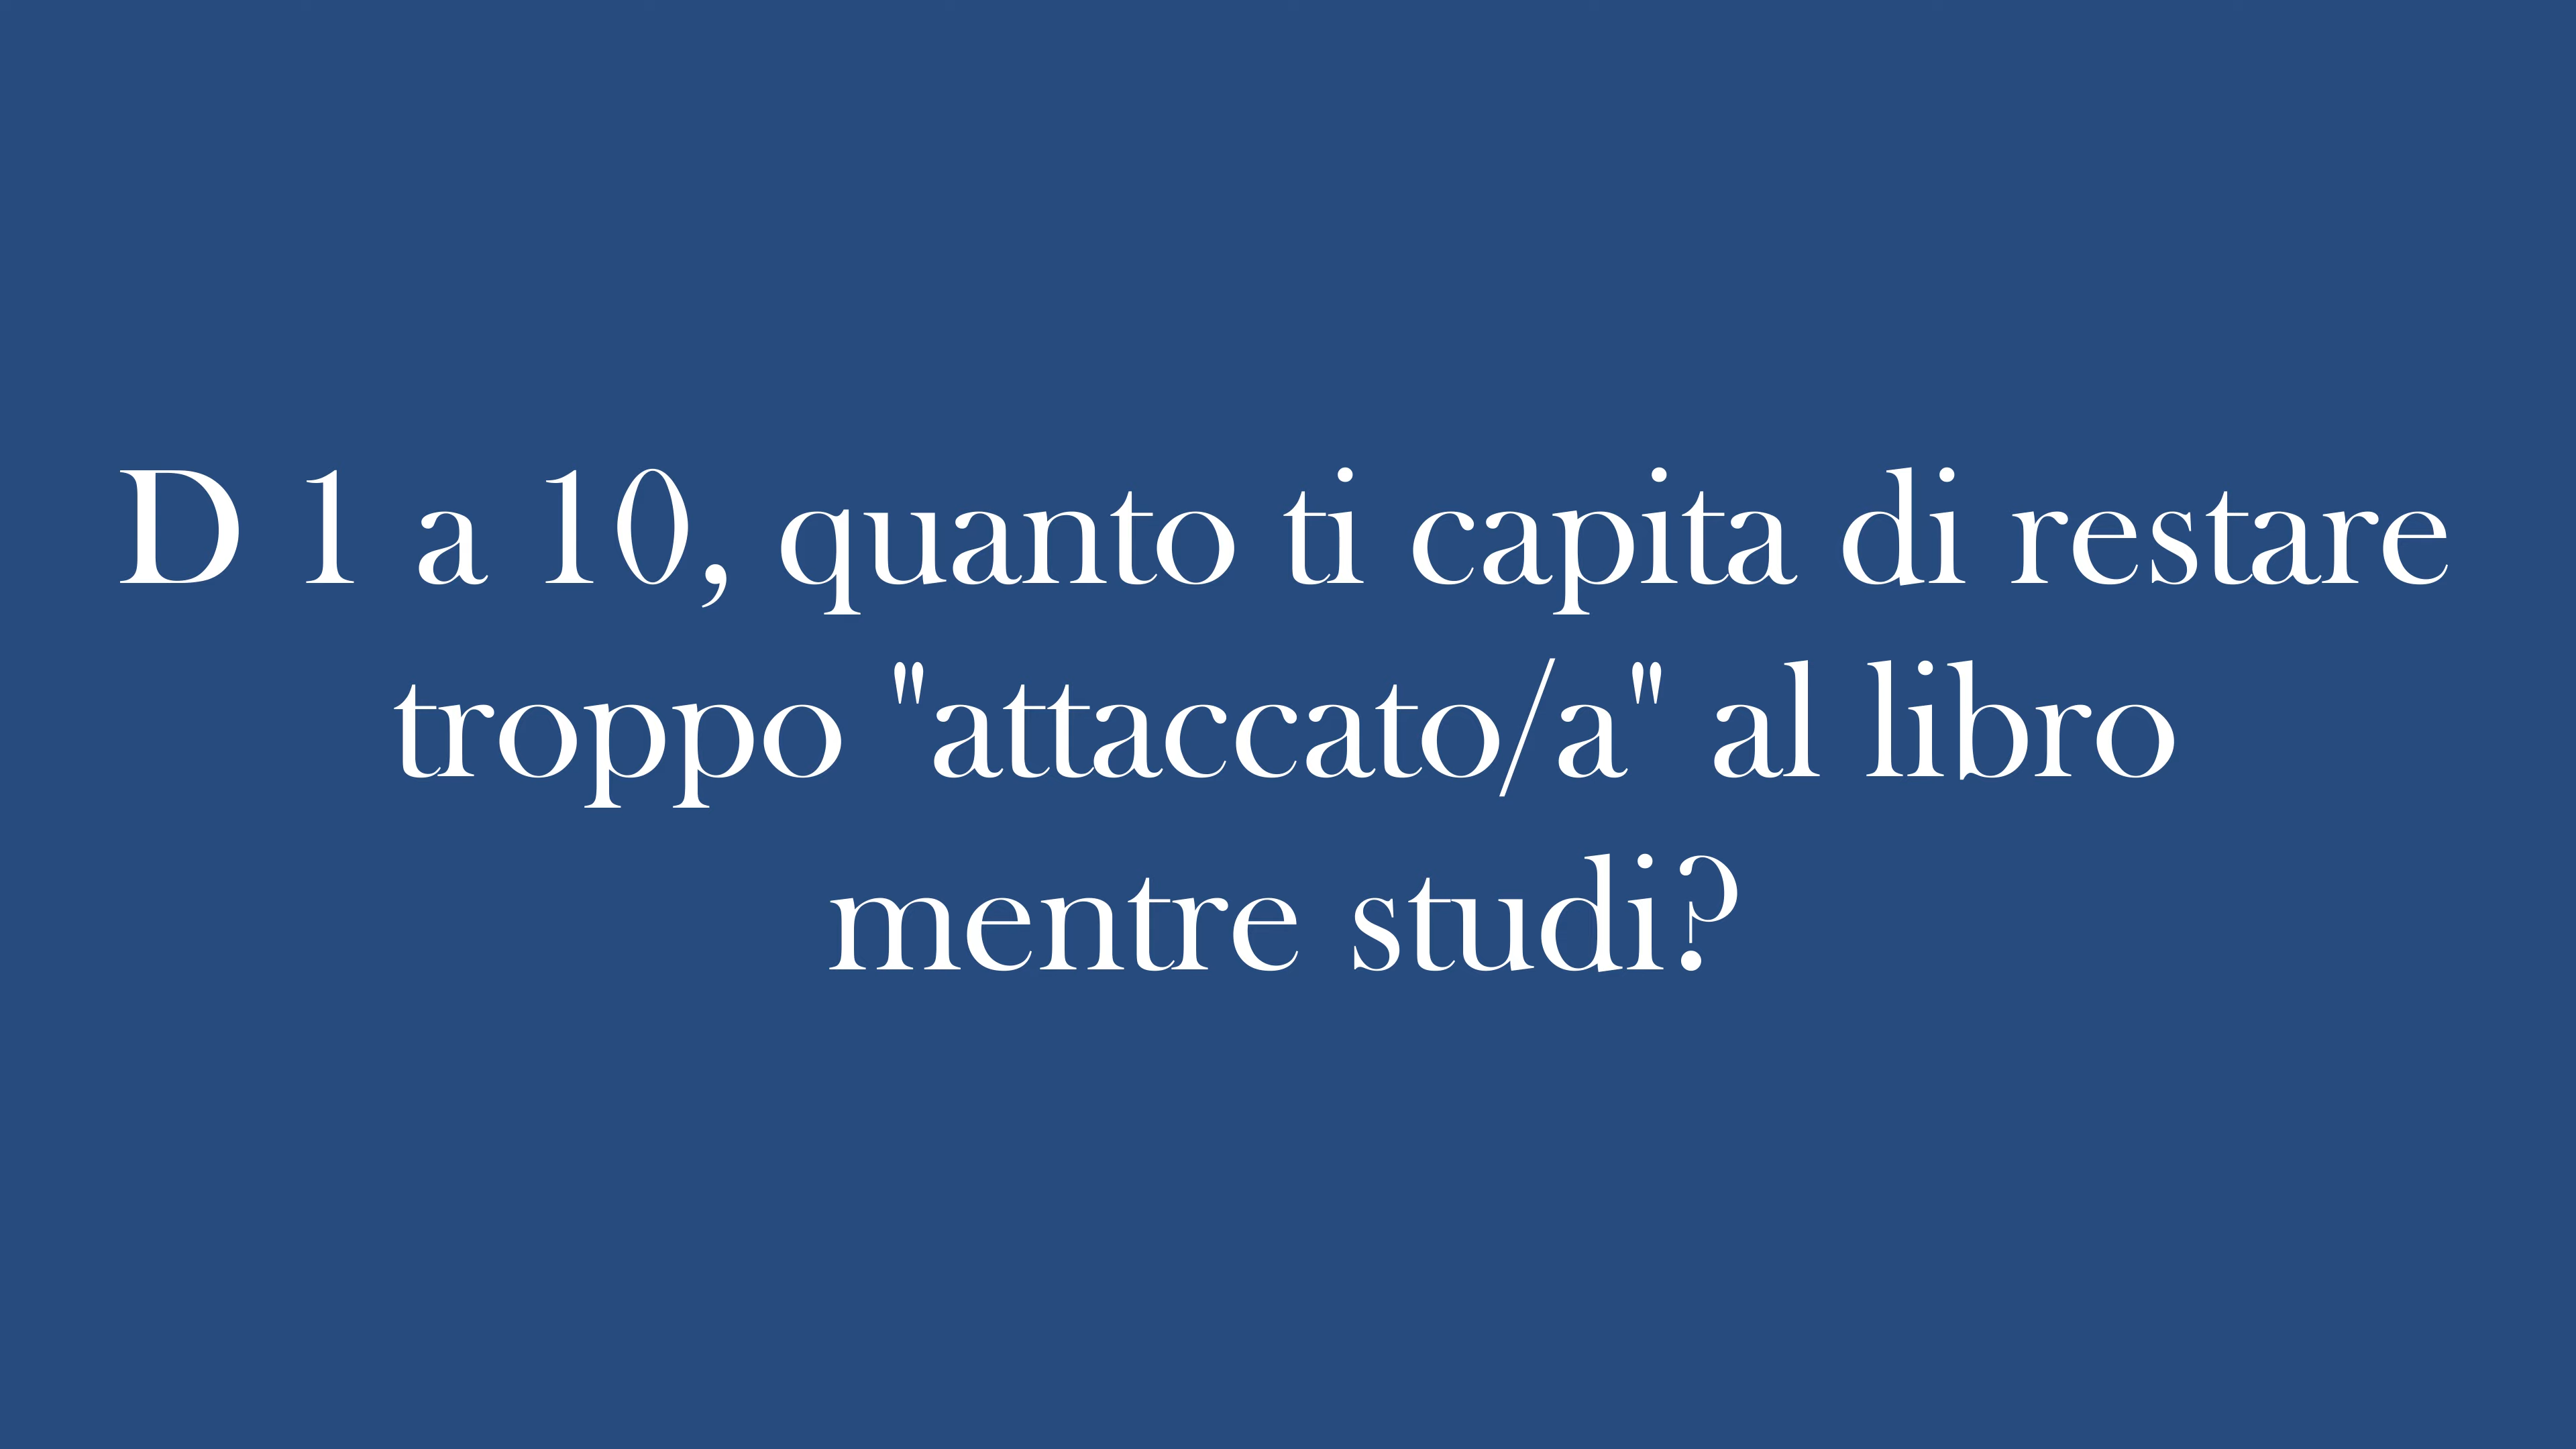 D 1 a 10, quanto ti capita di restare
troppo "attaccato/a" al libro
mentre studi?